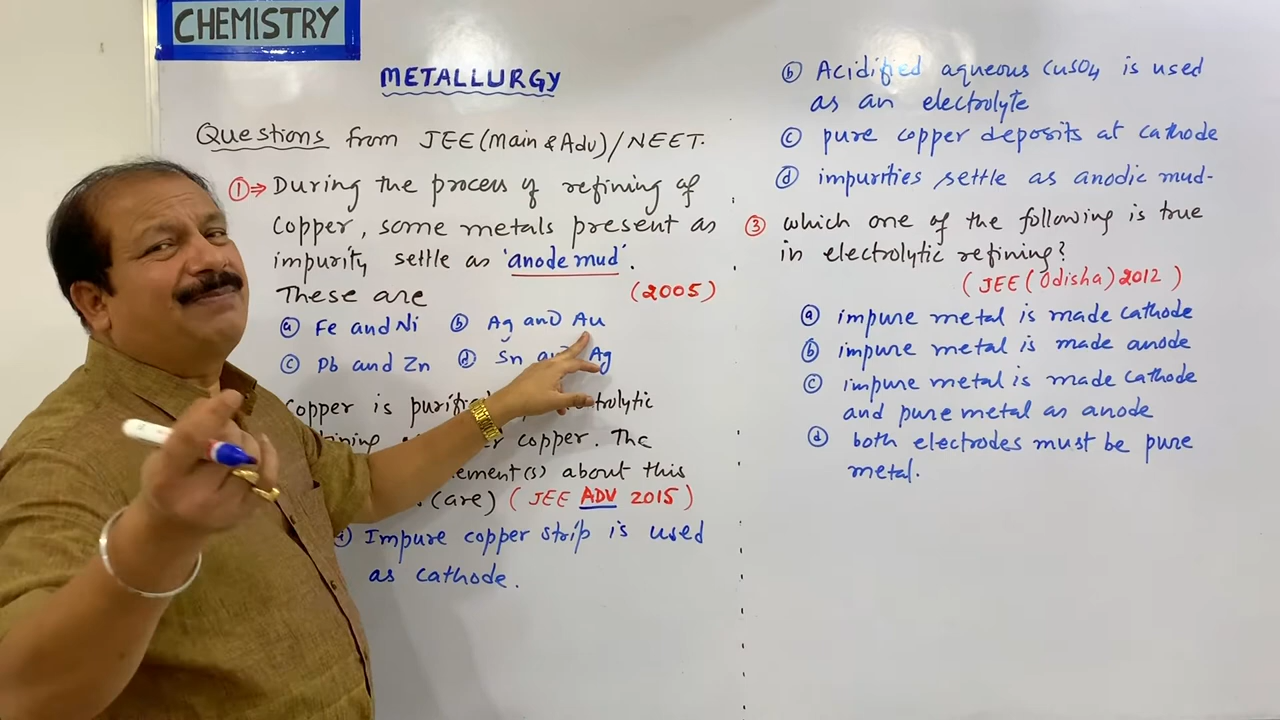 CHEMISTRY
METALLURGY
Questions from JEE (Main & Adv) / NEET.
① ⇒ During the process of refining of
Copper, some metals present as
impurity settle as 'anode mud'.
These are (2005)
ⓐ Fe and Ni ⓑ Ag and Au
ⓒ Pb and Zn ⓓ Sn Ag
Copper is
copper. The
about this
(are) (JEE ADV 2015)
Impure copper strip is used
as cathode.
ⓑ Acidified aqueous CuSO4 is used
as an electrolyte
ⓒ pure copper deposits at cathode
ⓓ impurities settle as anodic mud-
③ which one of the following is true
in electrolytic refining?
(JEE (Odisha) 2012)
ⓐ impure metal is made cathode
ⓑ impure metal is made anode
ⓒ impure metal is made cathode
and pure metal as anode
ⓓ both electrodes must be pure
metal.